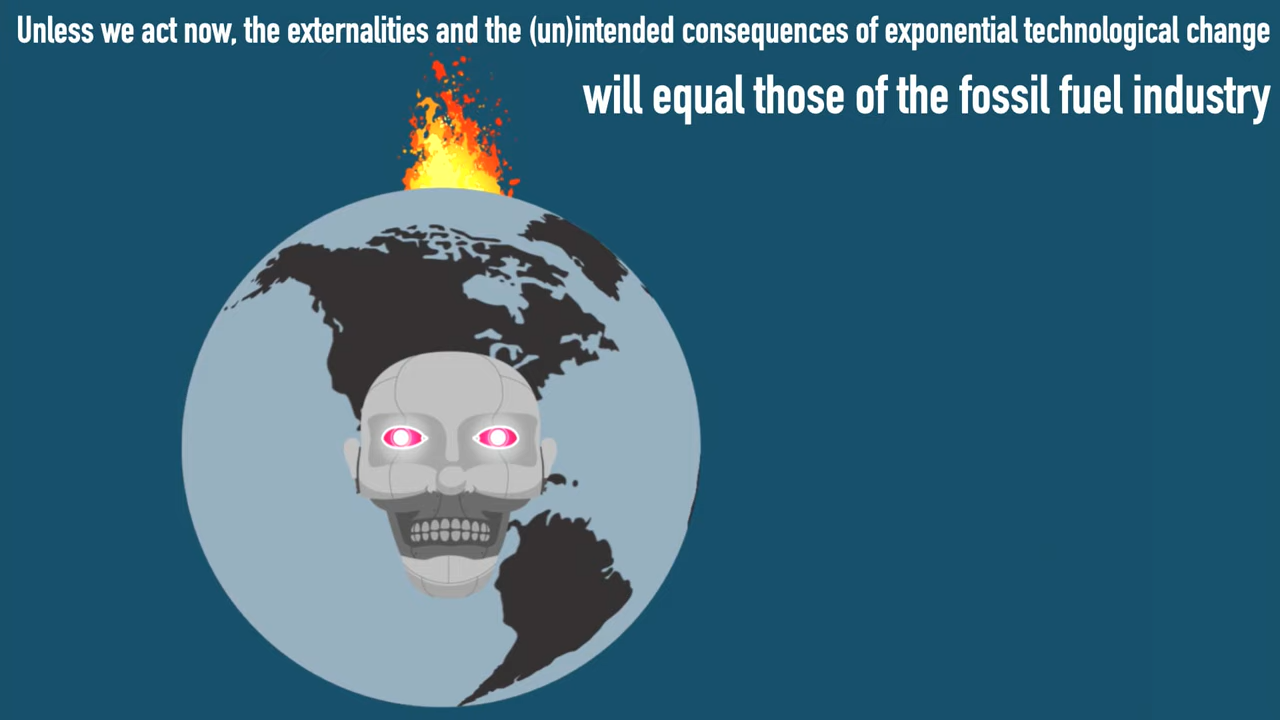 Unless we act now, the externalities and the (un)intended consequences of exponential technological change
will equal those of the fossil fuel industry